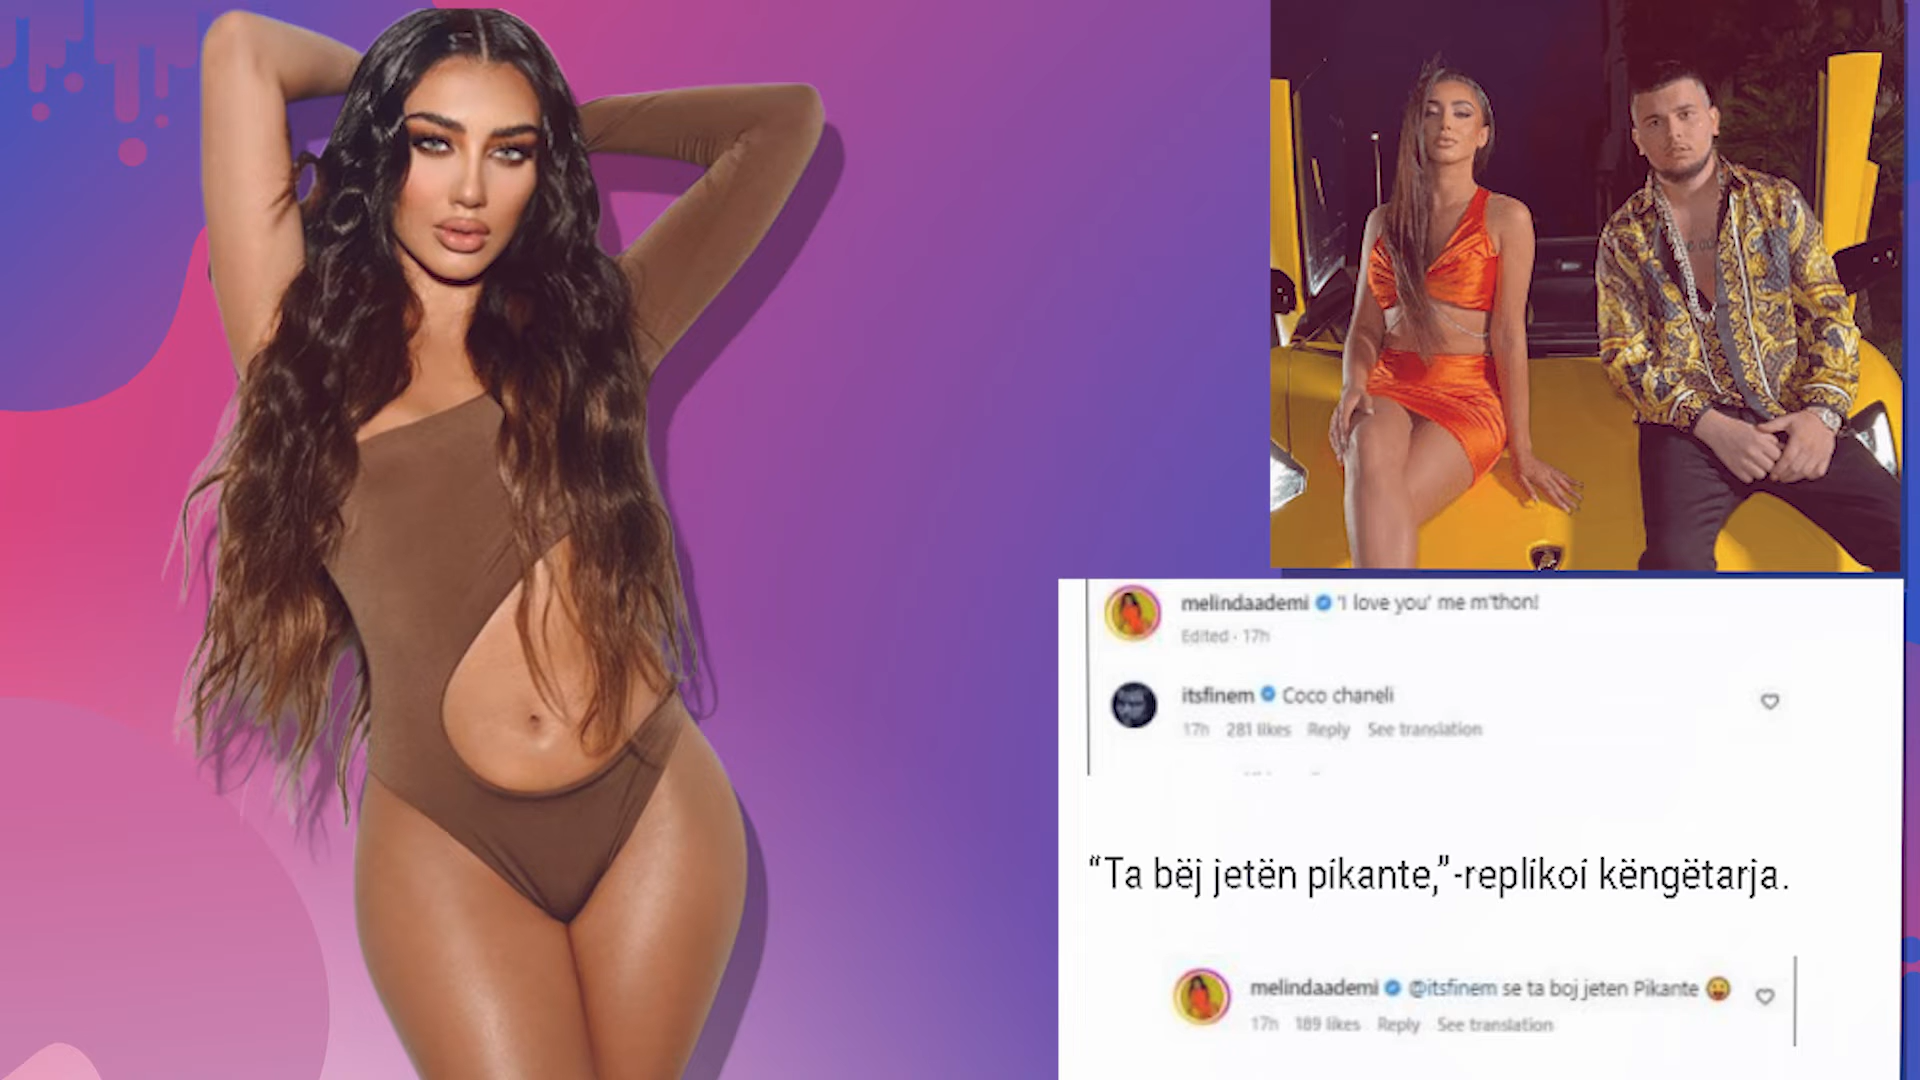 melindaademi 'I love you' me m'thon!
Edited · 17h
itsfinem Coco chaneli
17h 281 likes Reply See translation
“Ta bëj jetën pikante,”-replikoi këngëtarja.
melindaademi @itsfinem se ta boj jeten Pikante 😛
17h 189 likes Reply See translation